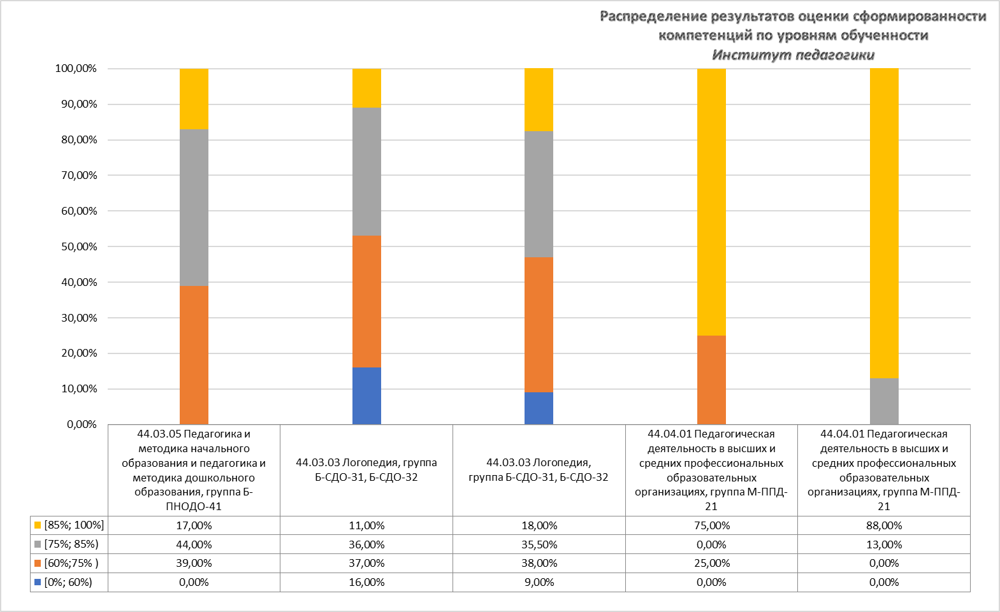 Распределение результатов оценки сформированности
компетенций по уровням обученности
Институт педагогики
100,00%
90,00%
80,00%
70,00%
60,00%
50,00%
40,00%
30,00%
20,00%
10,00%
0,00%
44.03.05 Педагогика и
методика начального
образования и педагогика и
методика дошкольного
образования, группа Б-
ПНОДО-41
44.03.03 Логопедия, группа
Б-СДО-31, Б-СДО-32
44.03.03 Логопедия,
группа Б-СДО-31, Б-СДО-32
44.04.01 Педагогическая
деятельность в высших и
средних профессиональных
образовательных
организациях, группа М-ППД-
21
44.04.01 Педагогическая
деятельность в высших и
средних профессиональных
образовательных
организациях, группа М-ППД-
21
[85%; 100%] 17,00% 11,00% 18,00% 75,00% 88,00%
[75%; 85%) 44,00% 36,00% 35,50% 0,00% 13,00%
[60%;75% ) 39,00% 37,00% 38,00% 25,00% 0,00%
[0%; 60%) 0,00% 16,00% 9,00% 0,00% 0,00%